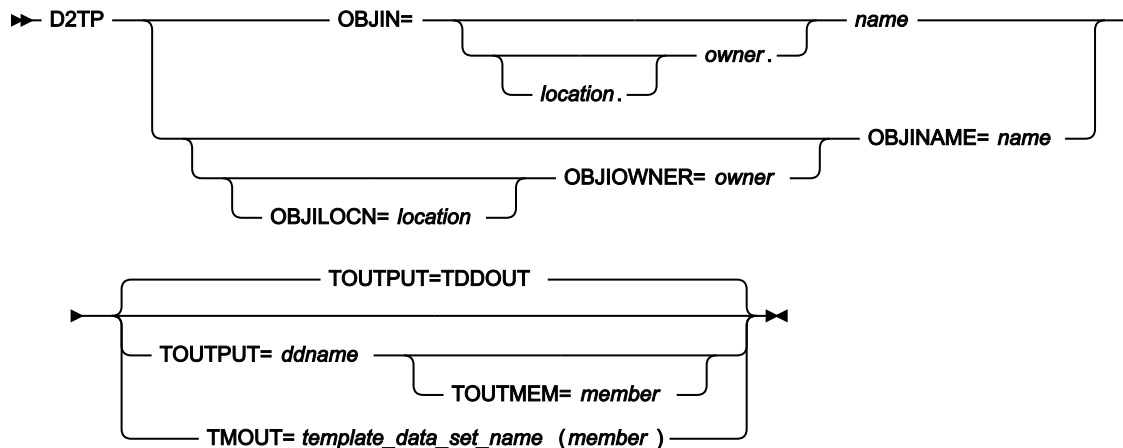 D2TP OBJIN= name
owner.
location.
OBJINAME= name
OBJIOWNER= owner
OBJILOCN= location
TOUTPUT=TDDOUT
TOUTPUT= ddname
TOUTMEM= member
TMOUT= template_data_set_name (member )